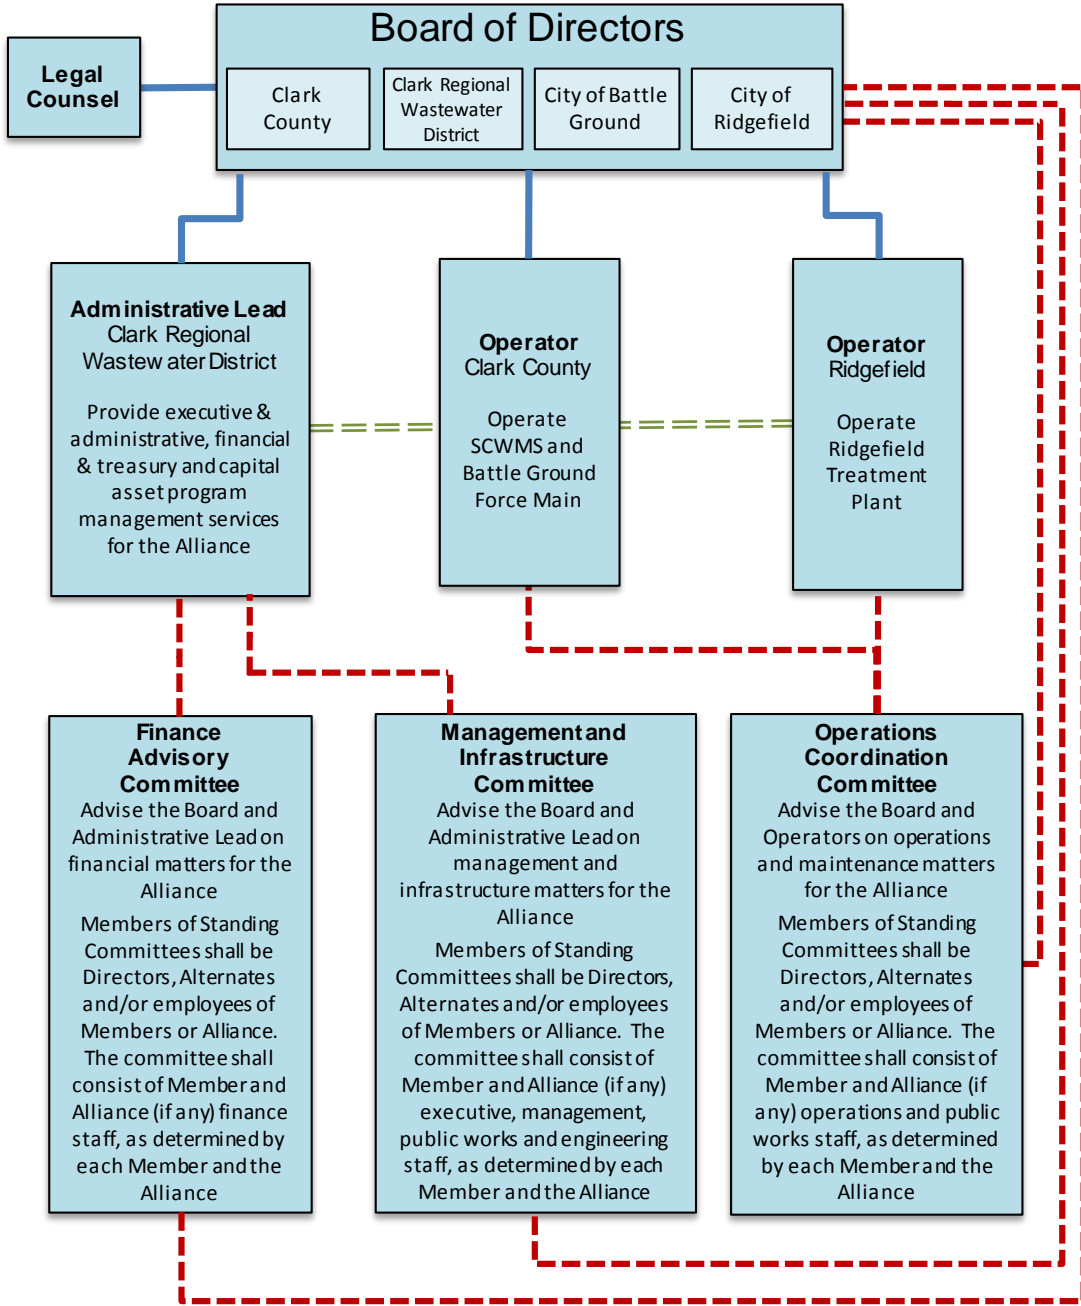 Board of Directors
Legal
Counsel
Clark
County
Clark Regional
Wastewater
District
City of Battle
Ground
City of
Ridgefield
Administrative Lead
Clark Regional
Wastewater District
Provide executive &
administrative, financial
& treasury and capital
asset program
management services
for the Alliance
Operator
Clark County
Operate
SCWMS and
Battle Ground
Force Main
Operator
Ridgefield
Operate
Ridgefield
Treatment
Plant
Finance
Advisory
Committee
Advise the Board and
Administrative Lead on
financial matters for the
Alliance
Members of Standing
Committees shall be
Directors, Alternates
and/or employees of
Members or Alliance.
The committee shall
consist of Member and
Alliance (if any) finance
staff, as determined by
each Member and the
Alliance
Management and
Infrastructure
Committee
Advise the Board and
Administrative Lead on
management and
infrastructure matters for the
Alliance
Members of Standing
Committees shall be Directors,
Alternates and/or employees
of Members or Alliance. The
committee shall consist of
Member and Alliance (if any)
executive, management,
public works and engineering
staff, as determined by each
Member and the Alliance
Operations
Coordination
Committee
Advise the Board and
Operators on operations
and maintenance matters
for the Alliance
Members of Standing
Committees shall be
Directors, Alternates
and/or employees of
Members or Alliance. The
committee shall consist of
Member and Alliance (if
any) operations and public
works staff, as determined
by each Member and the
Alliance